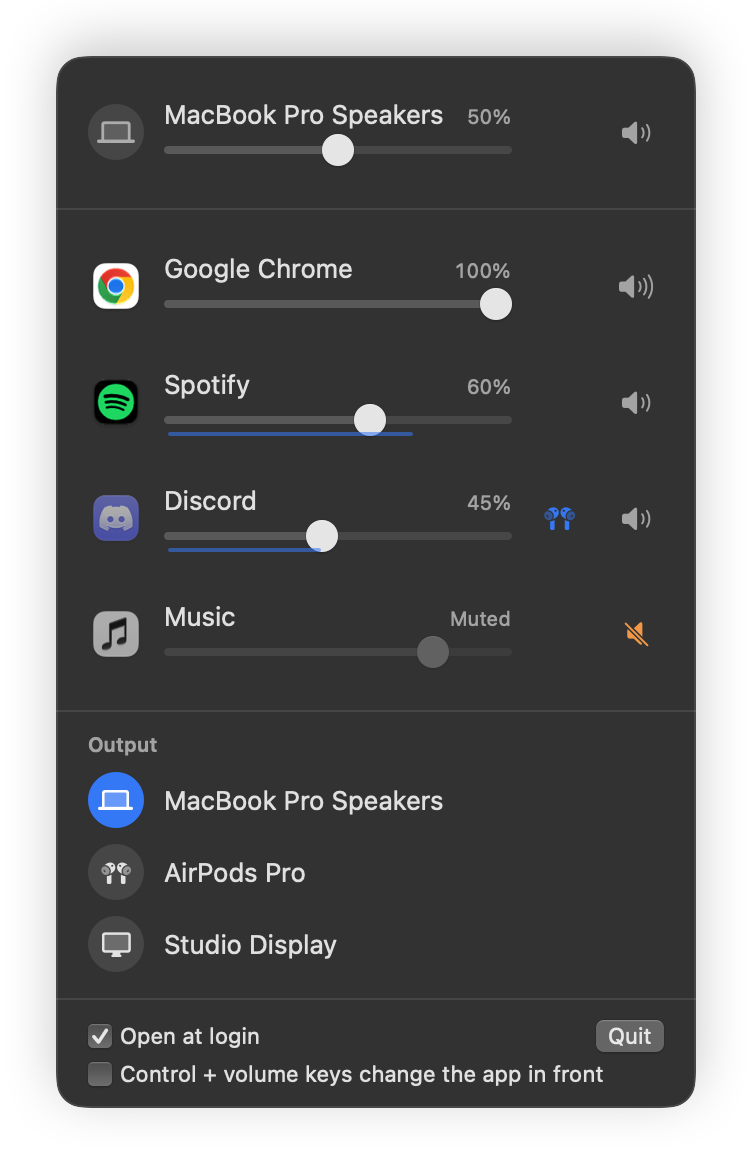 MacBook Pro Speakers 50%
Google Chrome 100%
Spotify 60%
Discord 45%
Music Muted
Output
MacBook Pro Speakers
AirPods Pro
Studio Display
Open at login Quit
Control + volume keys change the app in front